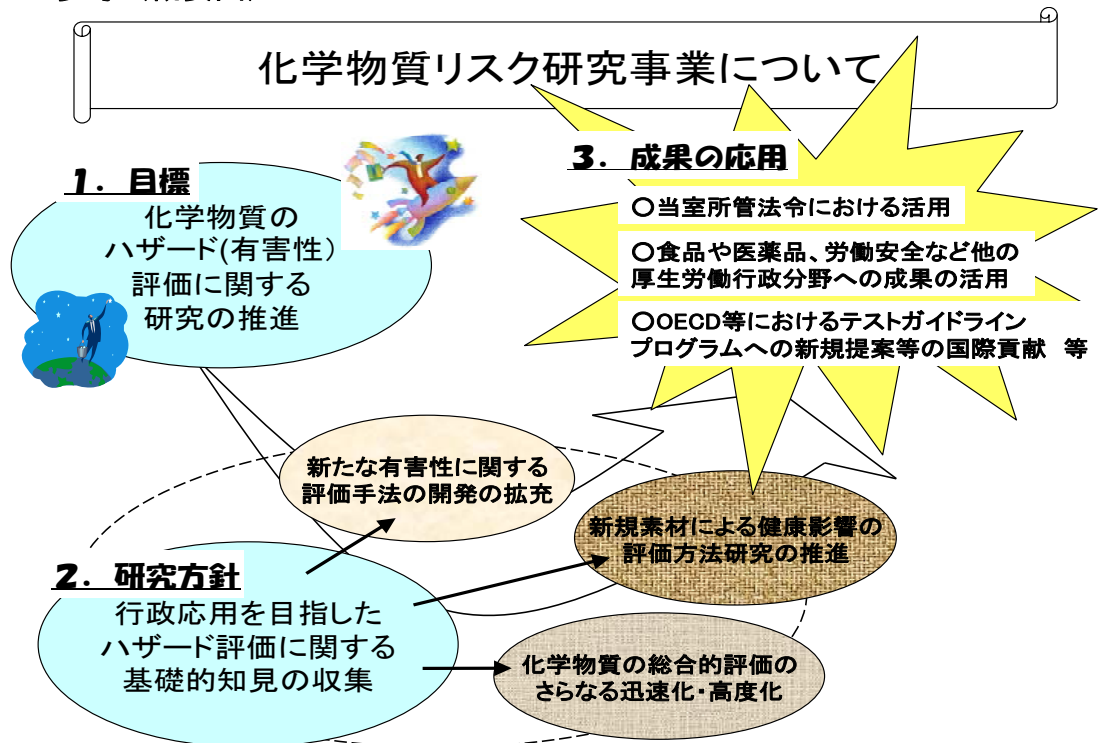 化学物質リスク研究事業について
1. 目標
化学物質の
ハザード(有害性)
評価に関する
研究の推進
3. 成果の応用
○当室所管法令における活用
○食品や医薬品、労働安全など他の
厚生労働行政分野への成果の活用
○OECD等におけるテストガイドライン
プログラムへの新規提案等の国際貢献 等
新たな有害性に関する
評価手法の開発の拡充
新規素材による健康影響の
評価方法研究の推進
2. 研究方針
行政応用を目指した
ハザード評価に関する
基礎的知見の収集
化学物質の総合的評価の
さらなる迅速化・高度化